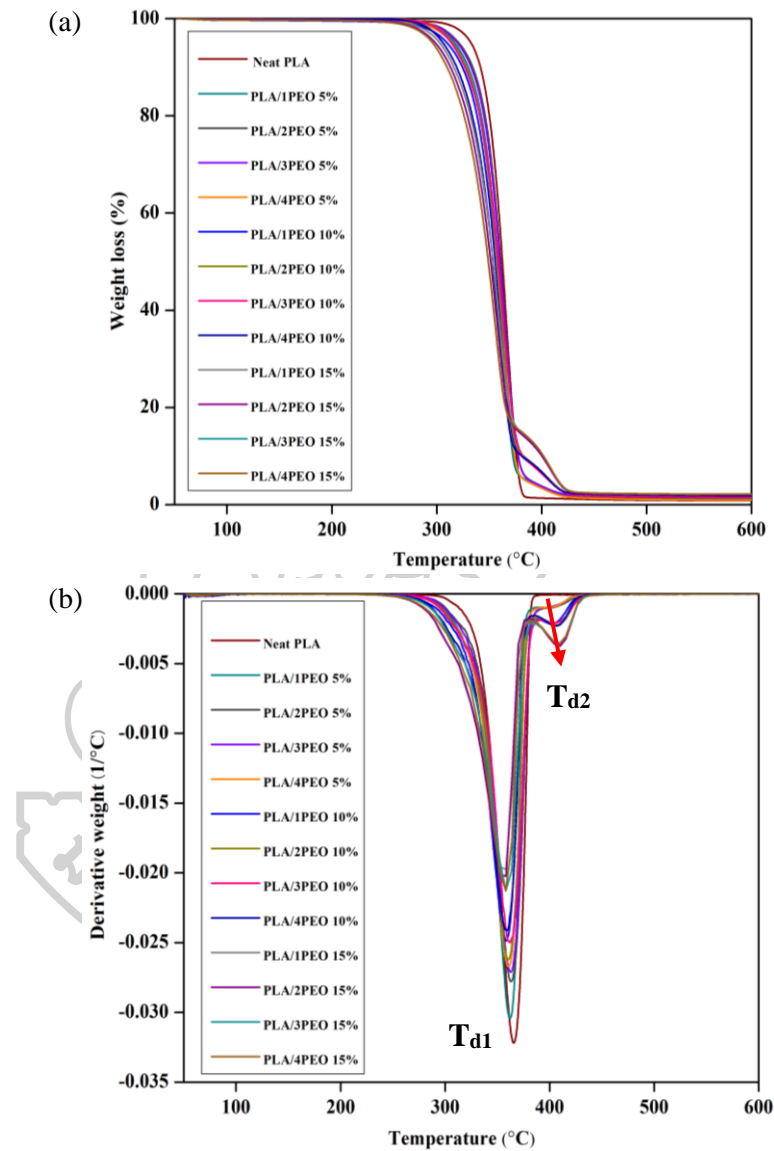 (a)
100
80
60
40
20
0
Weight loss (%)
Neat PLA
PLA/1PEO 5%
PLA/2PEO 5%
PLA/3PEO 5%
PLA/4PEO 5%
PLA/1PEO 10%
PLA/2PEO 10%
PLA/3PEO 10%
PLA/4PEO 10%
PLA/1PEO 15%
PLA/2PEO 15%
PLA/3PEO 15%
PLA/4PEO 15%
100 200 300 400 500 600
Temperature (°C)
(b)
0.000
-0.005
-0.010
-0.015
-0.020
-0.025
-0.030
-0.035
Derivative weight (1/°C)
Neat PLA
PLA/1PEO 5%
PLA/2PEO 5%
PLA/3PEO 5%
PLA/4PEO 5%
PLA/1PEO 10%
PLA/2PEO 10%
PLA/3PEO 10%
PLA/4PEO 10%
PLA/1PEO 15%
PLA/2PEO 15%
PLA/3PEO 15%
PLA/4PEO 15%
Td2
Td1
100 200 300 400 500 600
Temperature (°C)